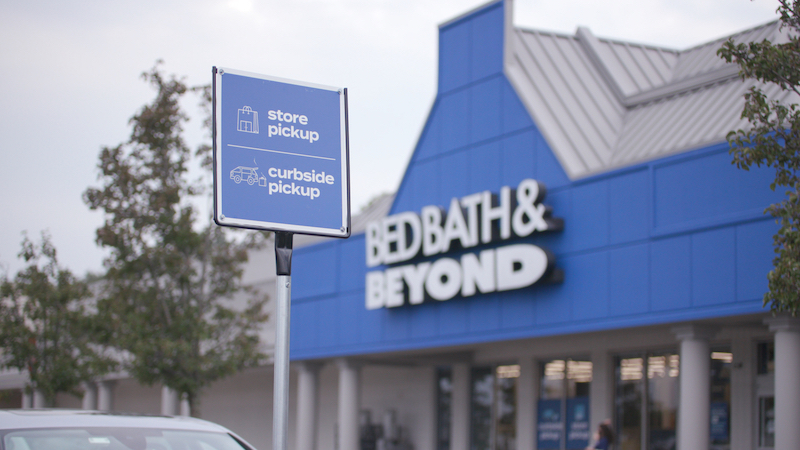 store
pickup
curbside
pickup
BED BATH &
BEYOND